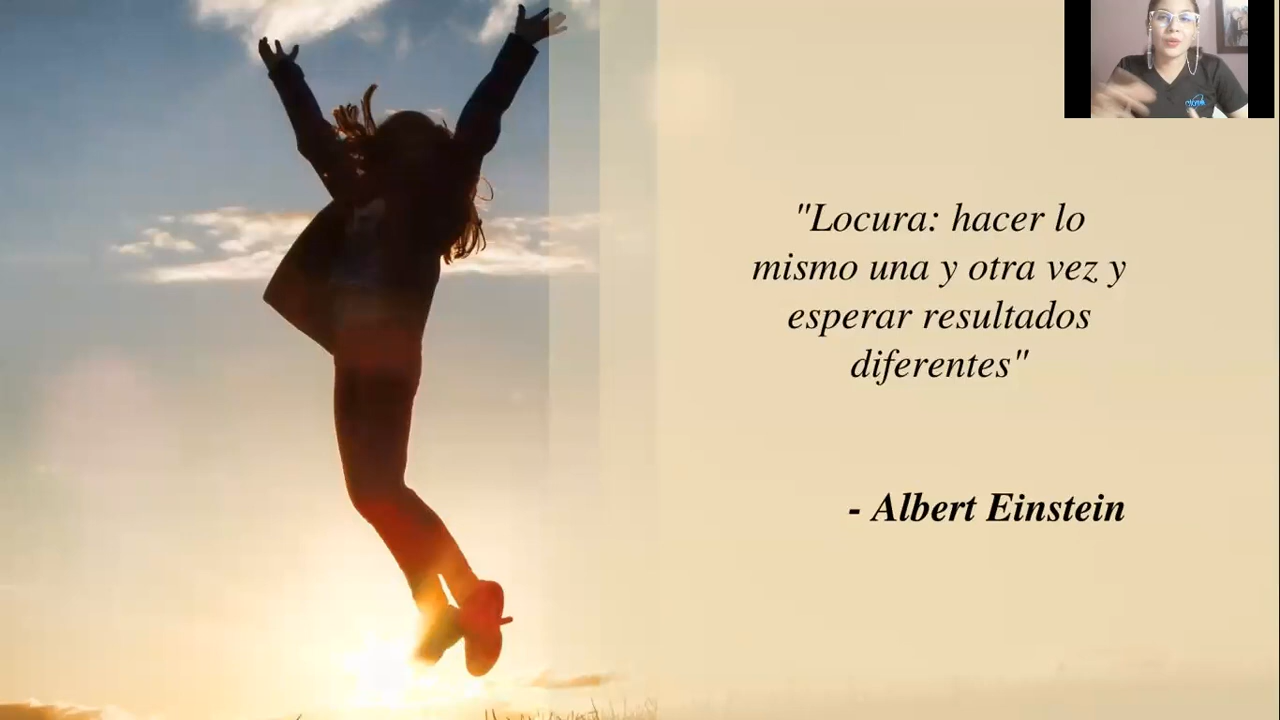 "Locura: hacer lo
mismo una y otra vez y
esperar resultados
diferentes"
- Albert Einstein